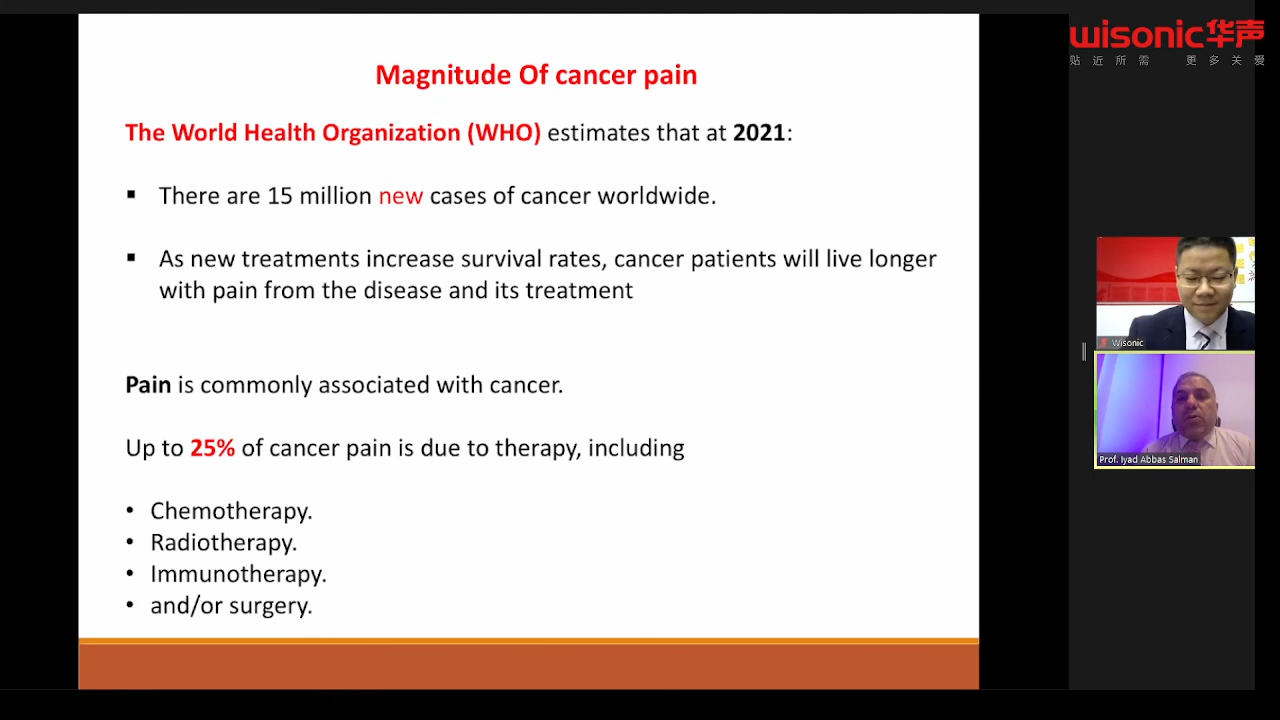 Magnitude Of cancer pain
The World Health Organization (WHO) estimates that at 2021:
▪ There are 15 million new cases of cancer worldwide.
▪ As new treatments increase survival rates, cancer patients will live longer
with pain from the disease and its treatment
Pain is commonly associated with cancer.
Up to 25% of cancer pain is due to therapy, including
• Chemotherapy.
• Radiotherapy.
• Immunotherapy.
• and/or surgery.
wisonic华声
贴近所需 更多关爱
Wisonic
Prof. Iyad Abbas Salman